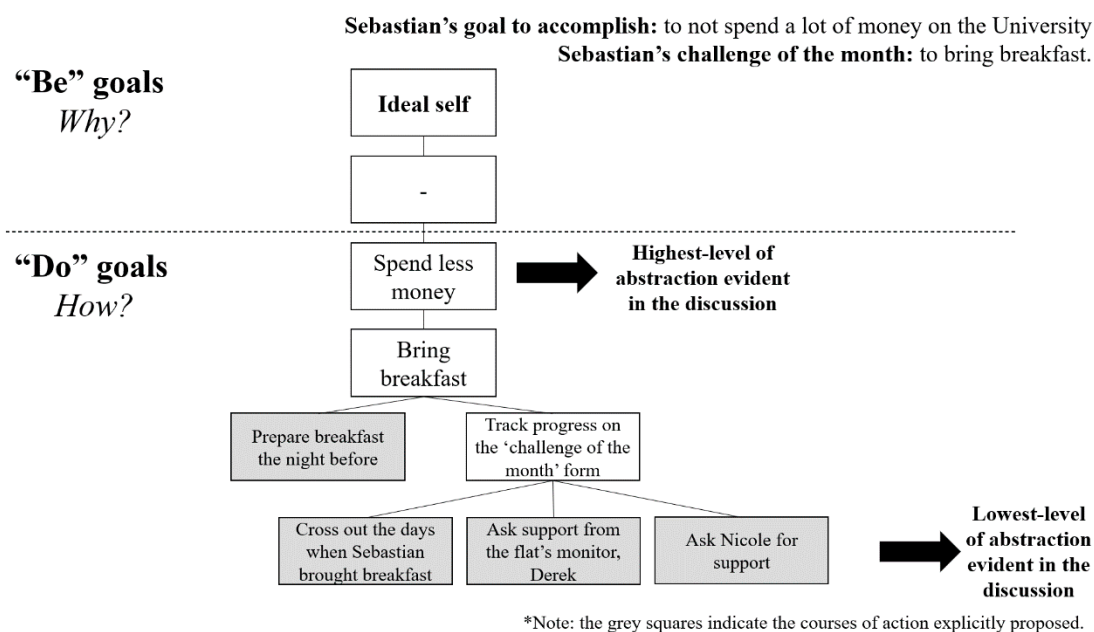 Sebastian’s goal to accomplish: to not spend a lot of money on the University
Sebastian’s challenge of the month: to bring breakfast.
“Be” goals
Why?
Ideal self
-
“Do” goals
How?
Spend less
money
Highest-level of
abstraction evident
in the discussion
Bring
breakfast
Prepare breakfast
the night before
Track progress on
the ‘challenge of the
month’ form
Cross out the days
when Sebastian
brought breakfast
Ask support from
the flat’s monitor,
Derek
Ask Nicole for
support
Lowest-level
of abstraction
evident in the
discussion
*Note: the grey squares indicate the courses of action explicitly proposed.